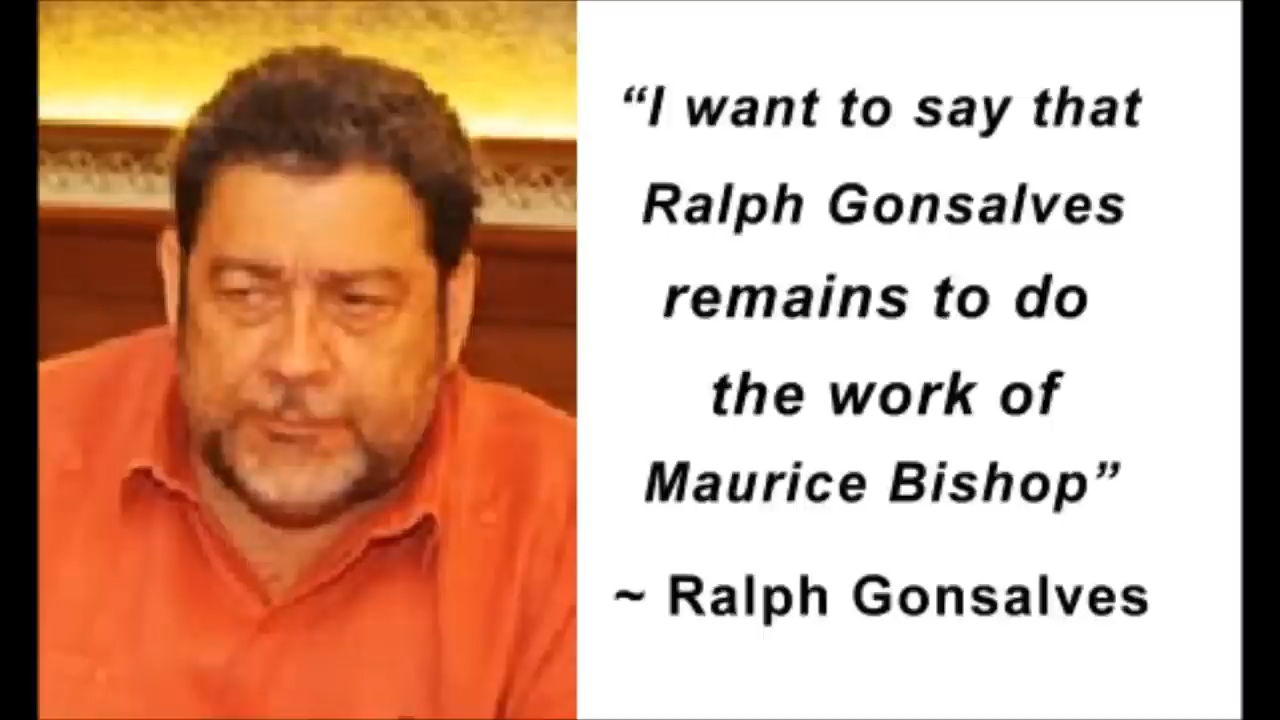 “I want to say that
Ralph Gonsalves
remains to do
the work of
Maurice Bishop”
~ Ralph Gonsalves